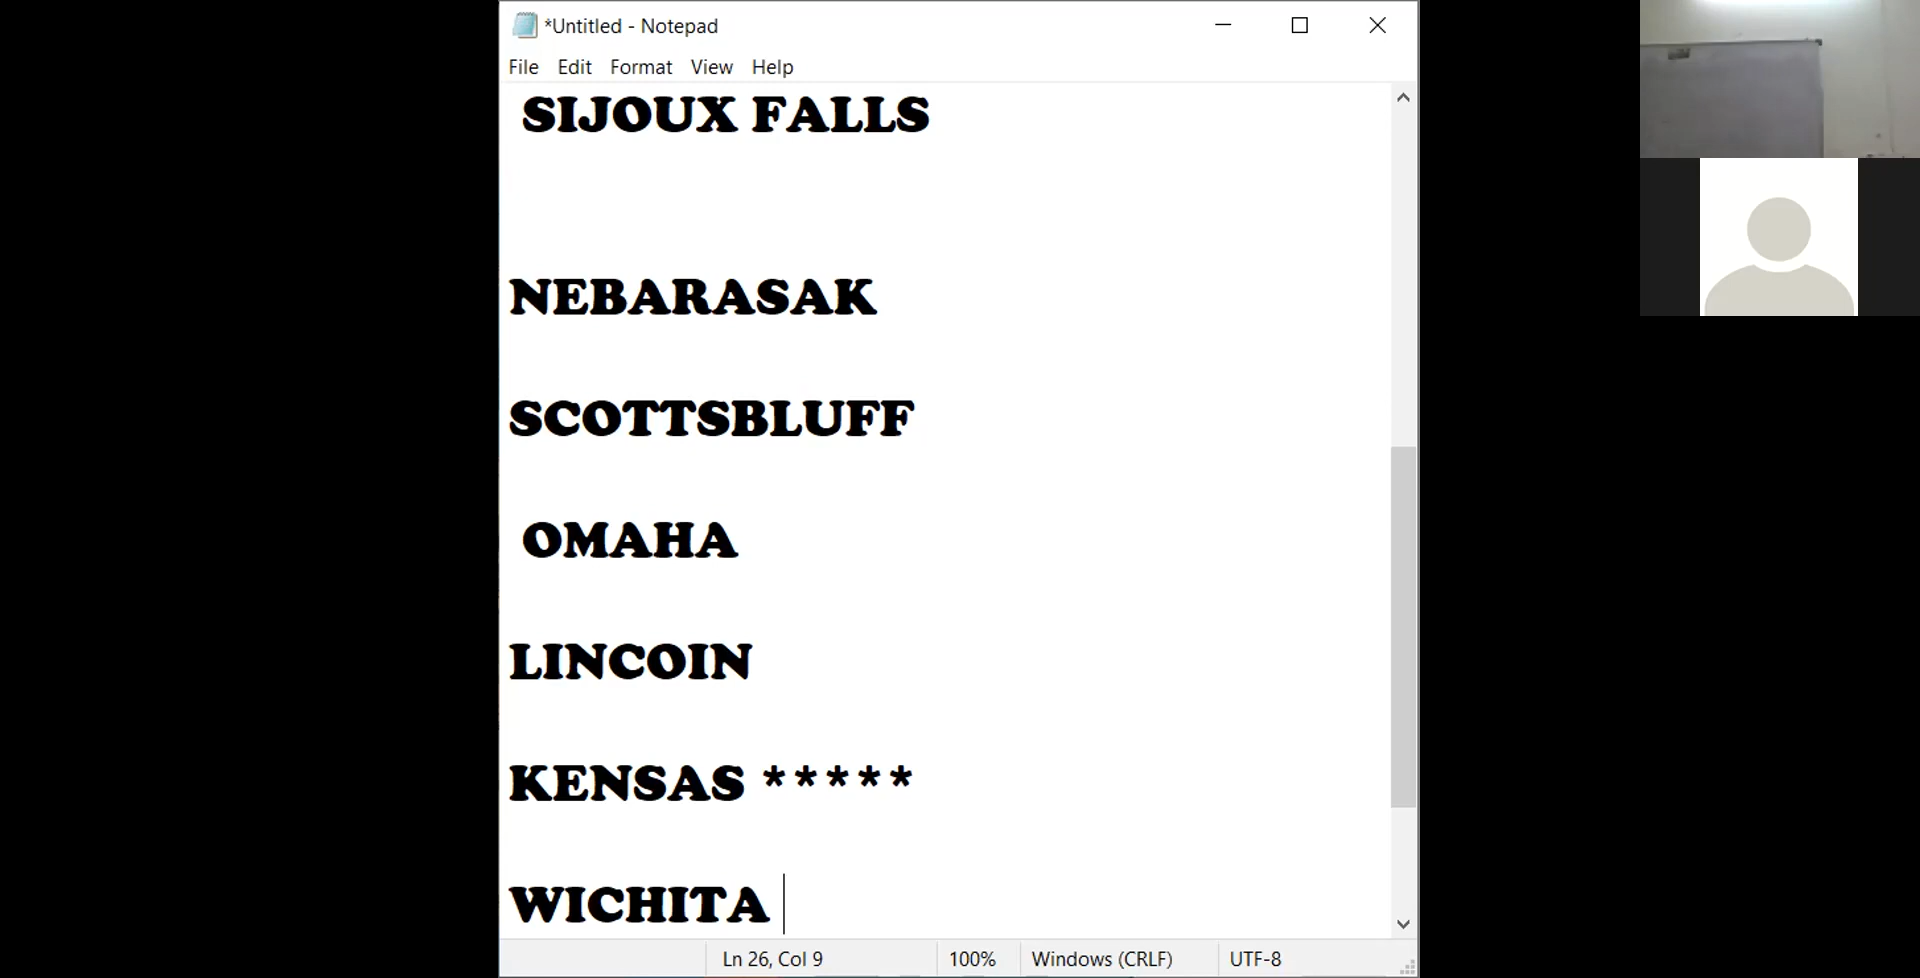 *Untitled - Notepad
File Edit Format View Help
SIJOUX FALLS
NEBARASAK
SCOTTSBLUFF
OMAHA
LINCOIN
KENSAS *****
WICHITA
Ln 26, Col 9 100% Windows (CRLF) UTF-8